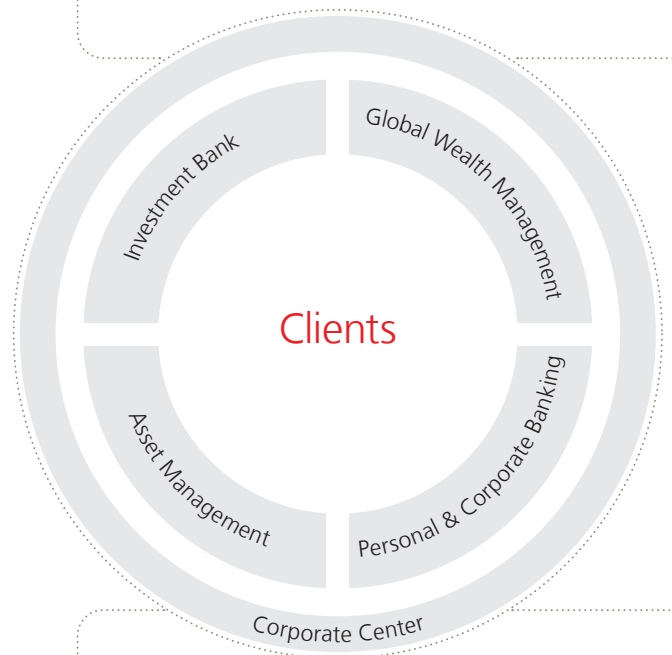 Investment Bank
Global Wealth Management
Clients
Asset Management
Personal & Corporate Banking
Corporate Center